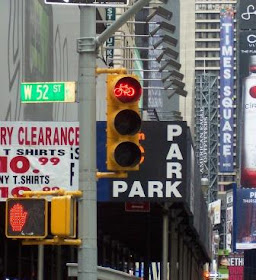 W 52 ST
TIMES SQUARE
RY CLEARANCE
T SHIRTS
10.99
T.SHIRTS
PARK
PARK